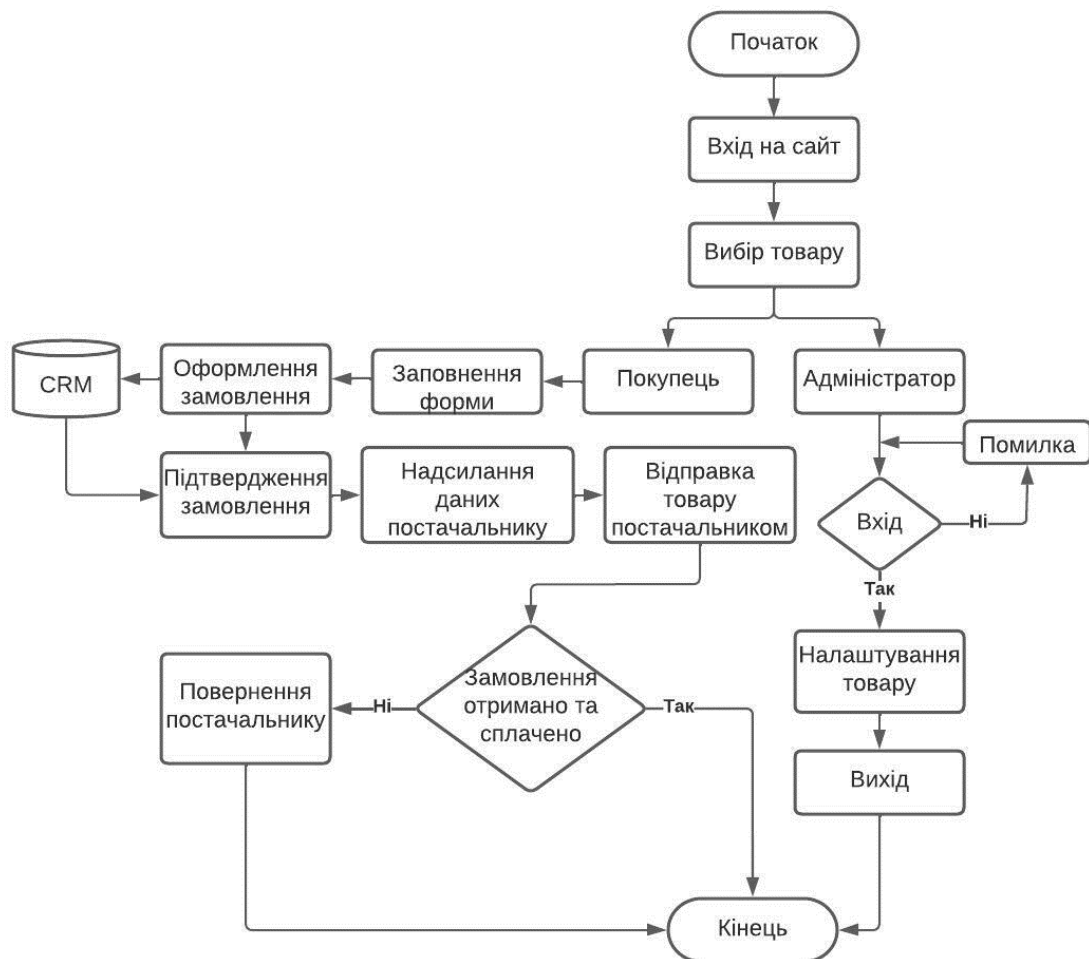 Початок
Вхід на сайт
Вибір товару
CRM
Оформлення
замовлення
Заповнення
форми
Покупець
Адміністратор
Помилка
Підтвердження
замовлення
Надсилання
даних
постачальнику
Відправка
товару
постачальником
Вхід
Ні
Так
Повернення
постачальнику
Ні
Замовлення
отримано та
сплачено
Так
Налаштування
товару
Вихід
Кінець